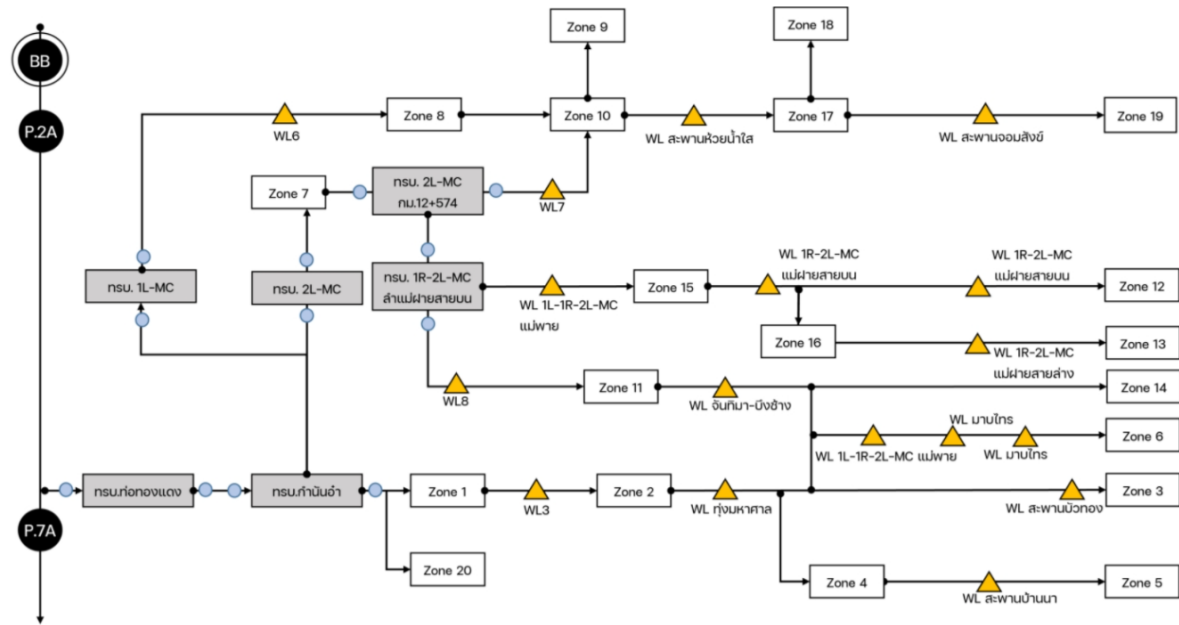 Zone 9
Zone 18
BB
P.2A
Zone 8
Zone 10
Zone 17
Zone 19
WL6
WL สะพานห้วยน้ำใส
WL สะพานจอมสังข์
Zone 7
ทรบ. 2L-MC
กม.12+574
WL7
ทรบ. 1L-MC
ทรบ. 2L-MC
ทรบ. 1R-2L-MC
ลำแม่ฝายสายบน
WL 1L-1R-2L-MC
แม่พาย
Zone 15
WL 1R-2L-MC
แม่ฝายสายบน
WL 1R-2L-MC
แม่ฝายสายบน
Zone 12
Zone 16
Zone 13
WL 1R-2L-MC
แม่ฝายสายล่าง
WL8
Zone 11
WL จันทิมา-บึงช้าง
Zone 14
WL มาบไทร
WL 1L-1R-2L-MC แม่พาย
WL มาบไทร
Zone 6
ทรบ.ท่อทองแดง
ทรบ.กำนันอำ
Zone 1
WL3
Zone 2
WL ทุ่งมหาศาล
WL สะพานบัวทอง
Zone 3
P.7A
Zone 20
Zone 4
WL สะพานบ้านนา
Zone 5